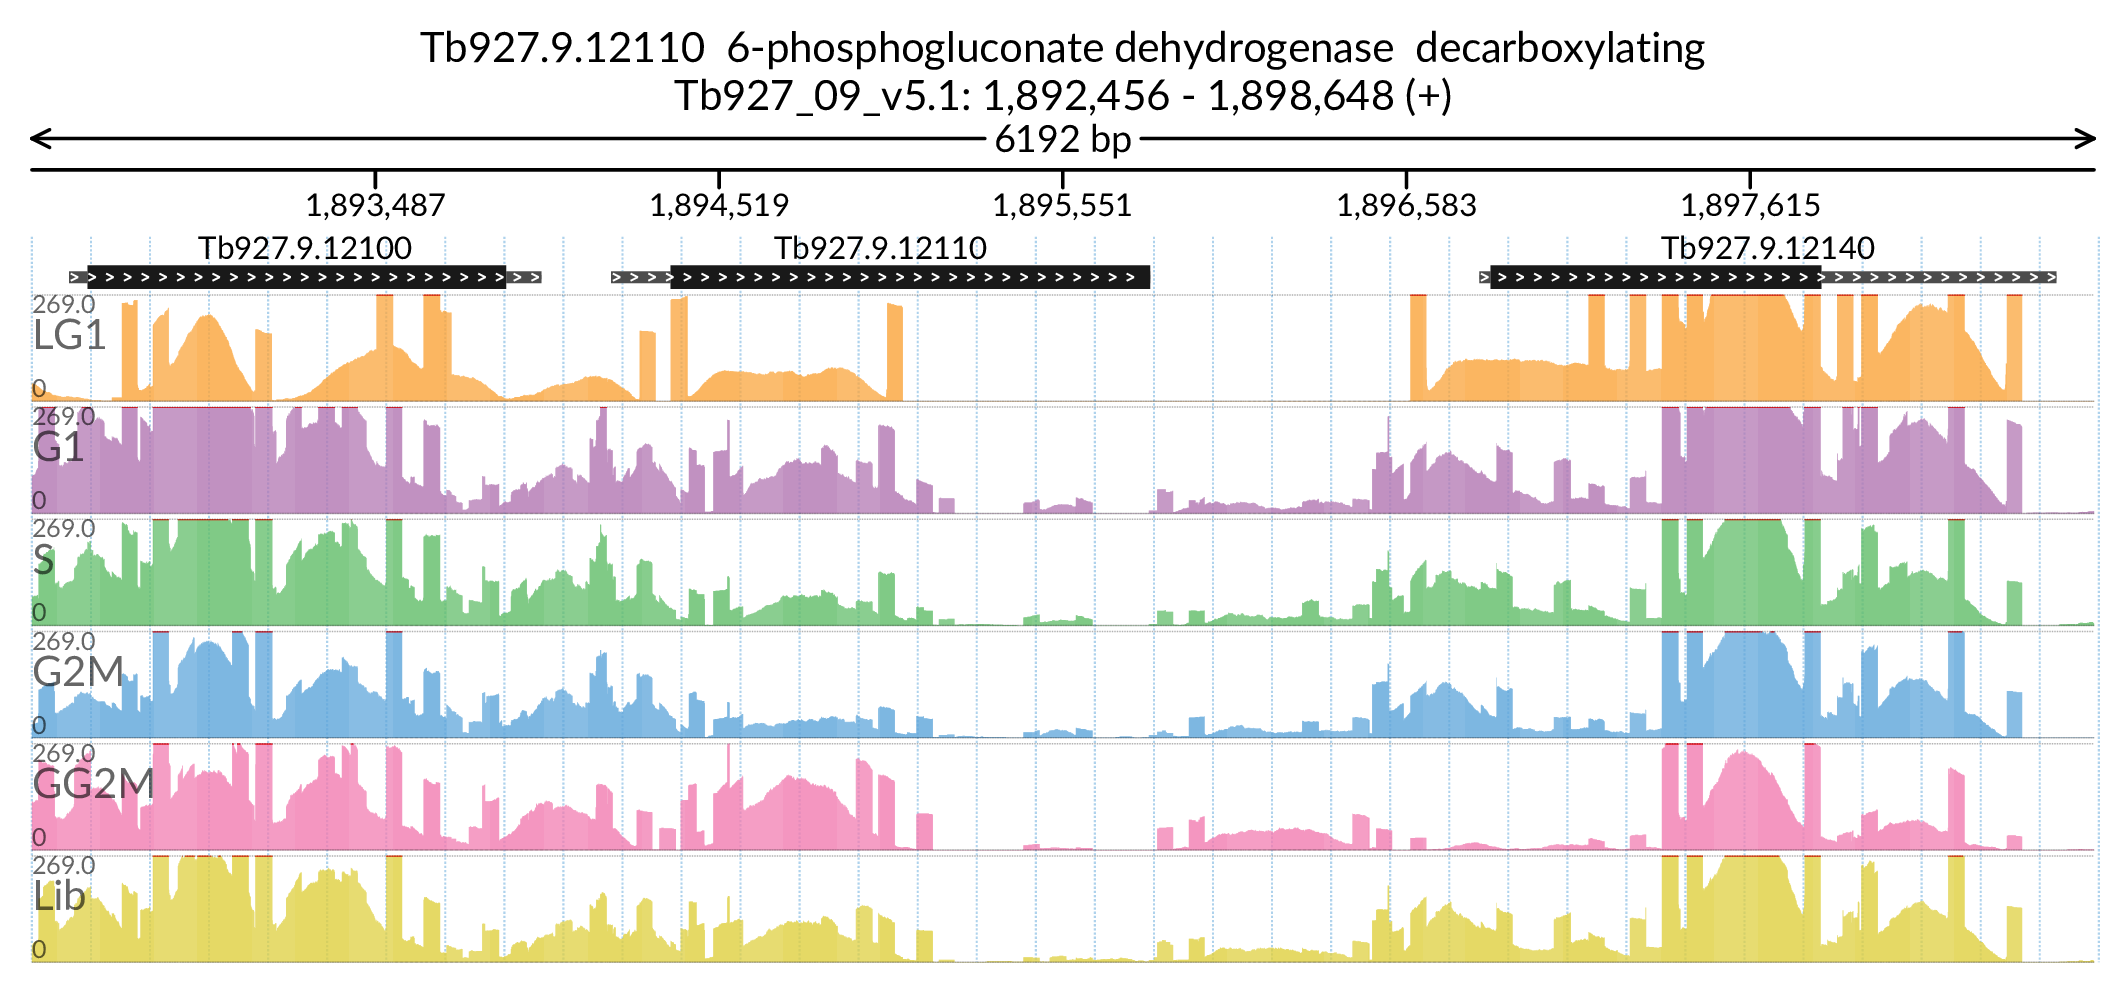 Tb927.9.12110  6-phosphogluconate dehydrogenase  decarboxylating
Tb927_09_v5.1: 1,892,456 - 1,898,648 (+)
6192 bp
1,893,487 1,894,519 1,895,551 1,896,583 1,897,615
Tb927.9.12100 Tb927.9.12110 Tb927.9.12140
269.0
LG1
0
269.0
G1
0
269.0
S
0
269.0
G2M
0
269.0
GG2M
0
269.0
Lib
0